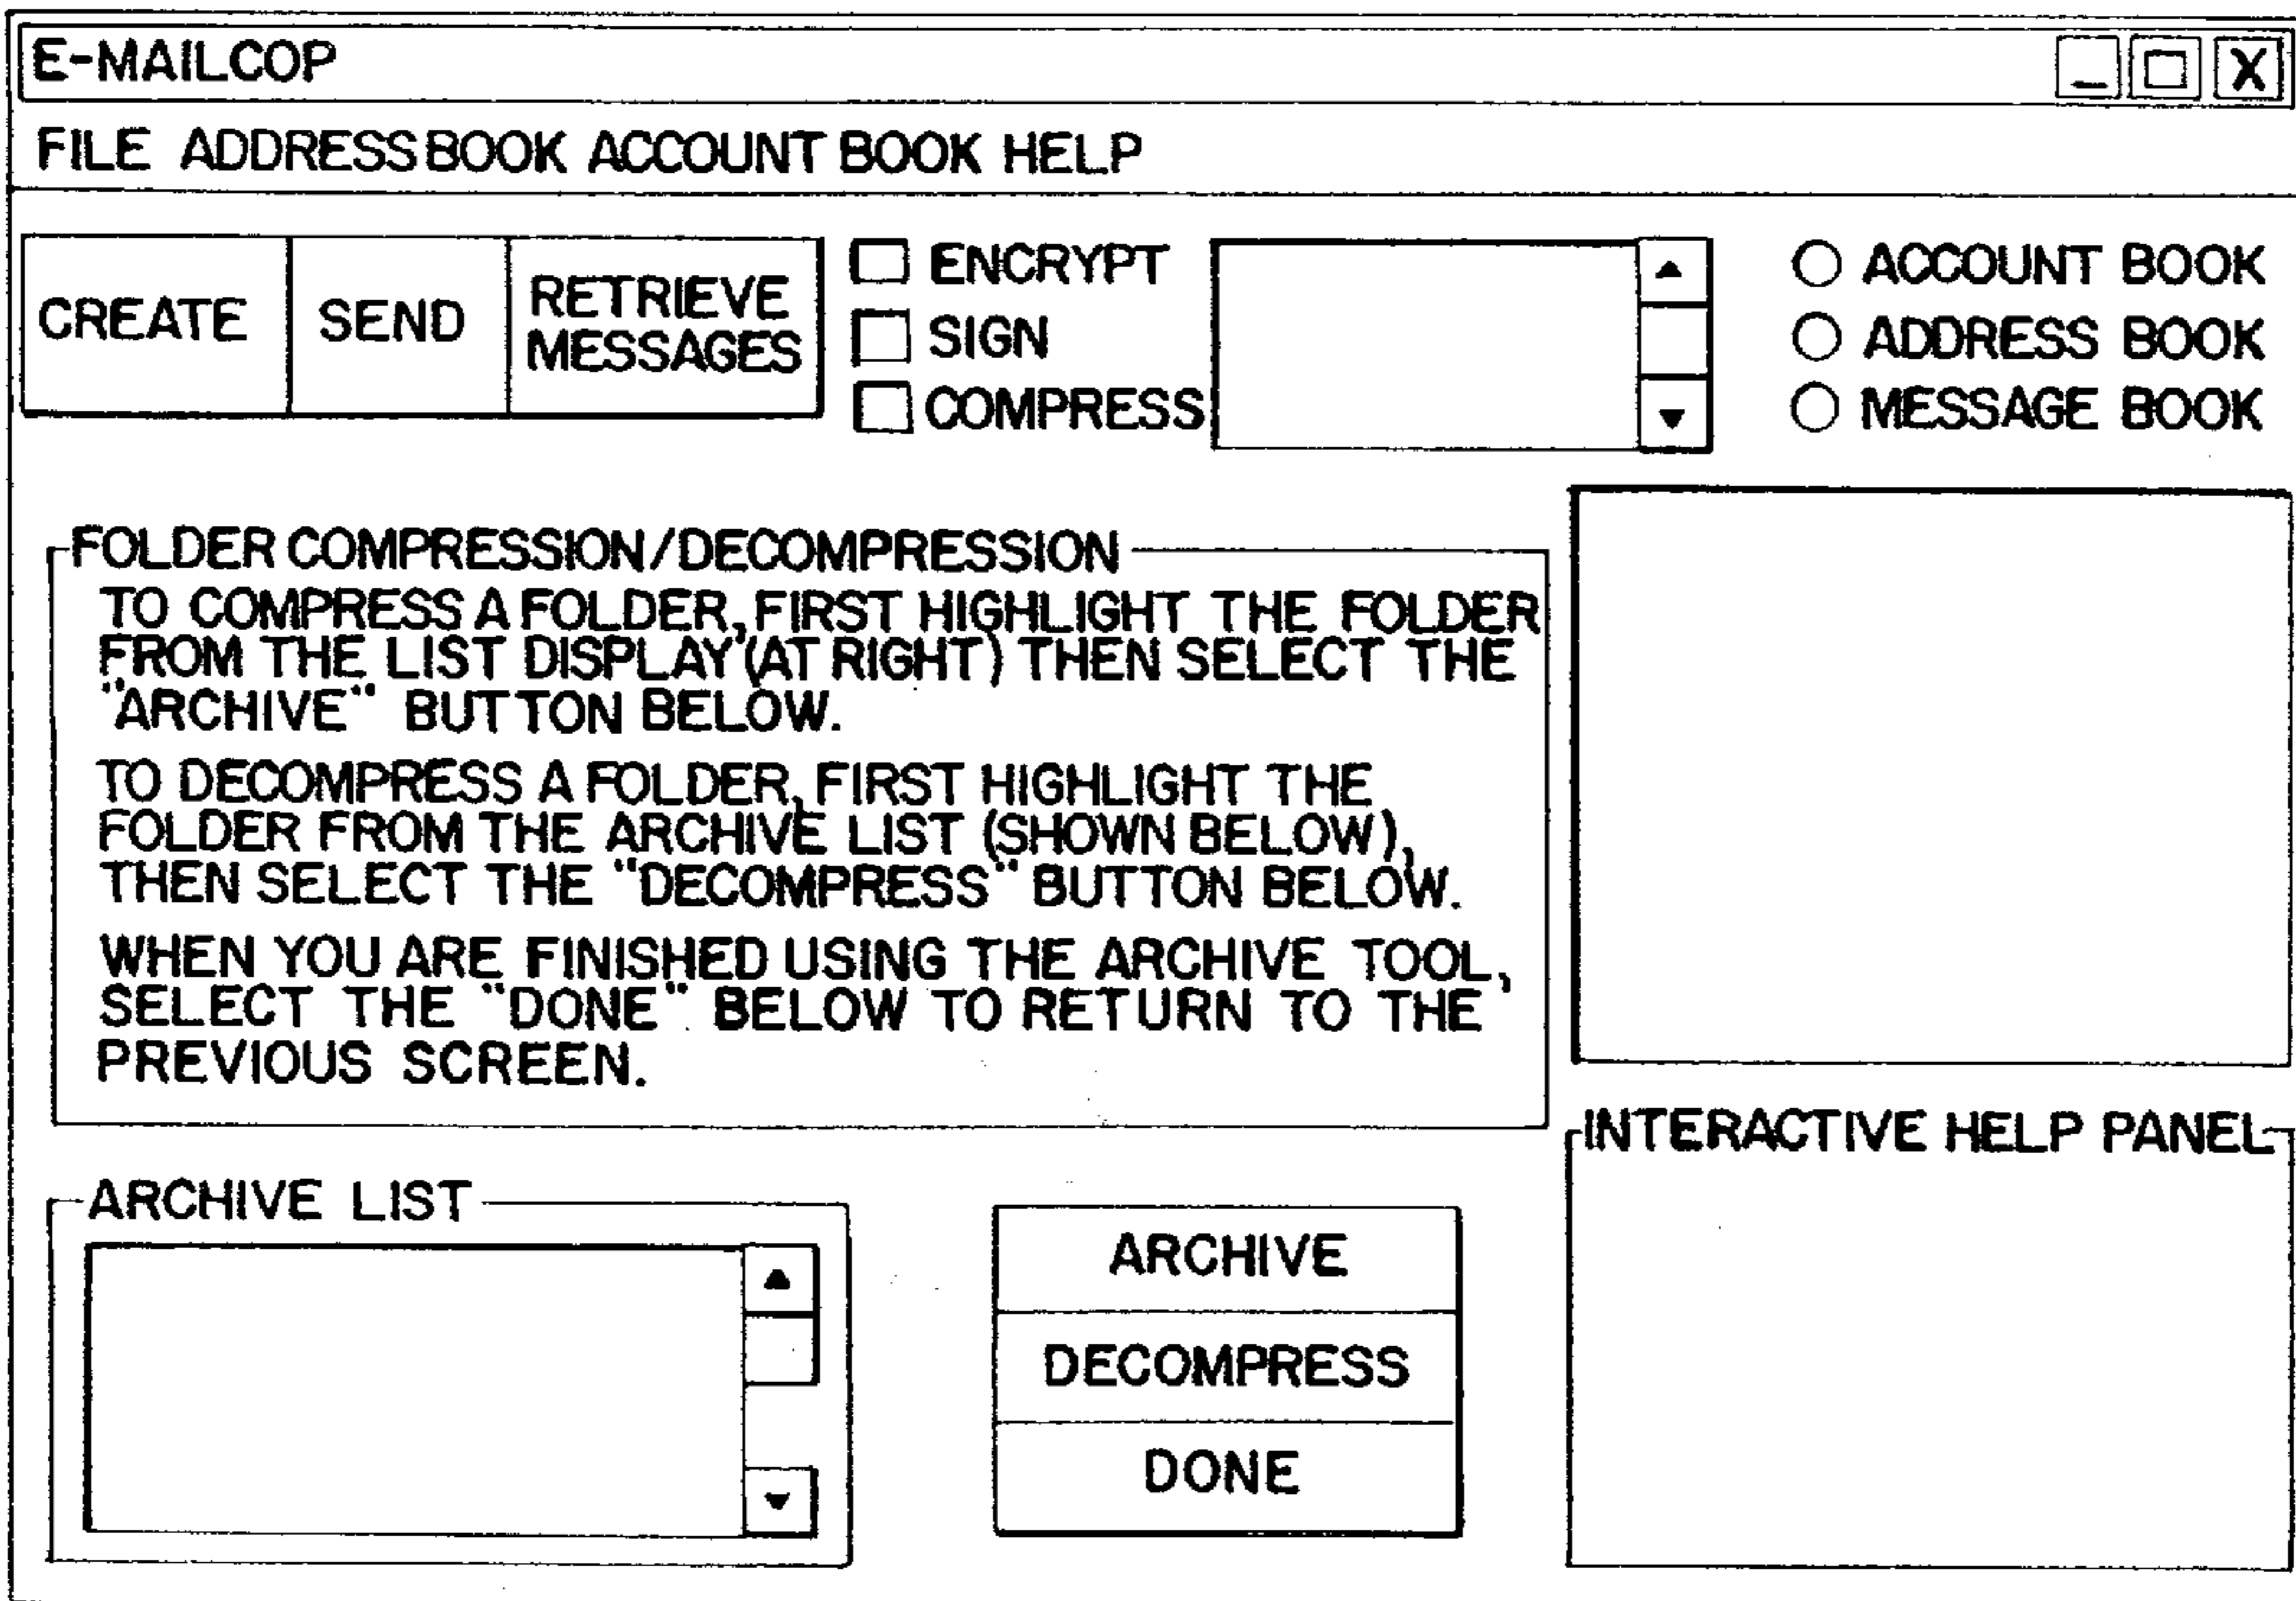 E-MAILCOP
X
FILE ADDRESS BOOK ACCOUNT BOOK HELP
CREATE
SEND
RETRIEVE
MESSAGES
ENCRYPT
SIGN
COMPRESS
ACCOUNT BOOK
ADDRESS BOOK
MESSAGE BOOK
FOLDER COMPRESSION/DECOMPRESSION
TO COMPRESS A FOLDER, FIRST HIGHLIGHT THE FOLDER
FROM THE LIST DISPLAY (AT RIGHT) THEN SELECT THE
"ARCHIVE" BUTTON BELOW.
TO DECOMPRESS A FOLDER, FIRST HIGHLIGHT THE
FOLDER FROM THE ARCHIVE LIST (SHOWN BELOW),
THEN SELECT THE "DECOMPRESS" BUTTON BELOW.
WHEN YOU ARE FINISHED USING THE ARCHIVE TOOL,
SELECT THE "DONE" BELOW TO RETURN TO THE
PREVIOUS SCREEN.
INTERACTIVE HELP PANEL
ARCHIVE LIST
ARCHIVE
DECOMPRESS
DONE